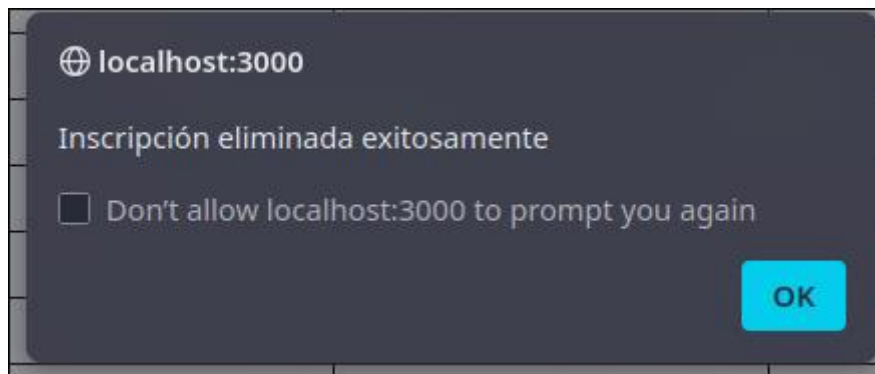 localhost:3000
Inscripción eliminada exitosamente
Don't allow localhost:3000 to prompt you again
OK